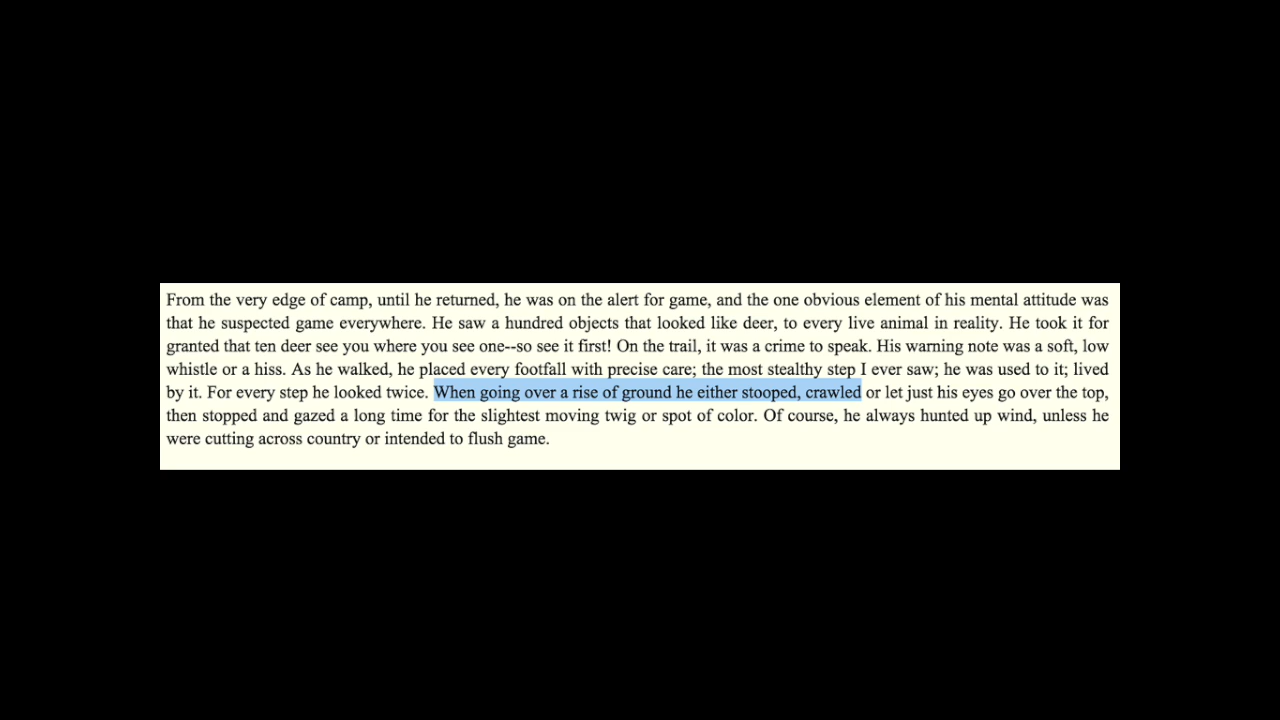 From the very edge of camp, until he returned, he was on the alert for game, and the one obvious element of his mental attitude was
that he suspected game everywhere. He saw a hundred objects that looked like deer, to every live animal in reality. He took it for
granted that ten deer see you where you see one--so see it first! On the trail, it was a crime to speak. His warning note was a soft, low
whistle or a hiss. As he walked, he placed every footfall with precise care; the most stealthy step I ever saw; he was used to it; lived
by it. For every step he looked twice. When going over a rise of ground he either stooped, crawled or let just his eyes go over the top,
then stopped and gazed a long time for the slightest moving twig or spot of color. Of course, he always hunted up wind, unless he
were cutting across country or intended to flush game.